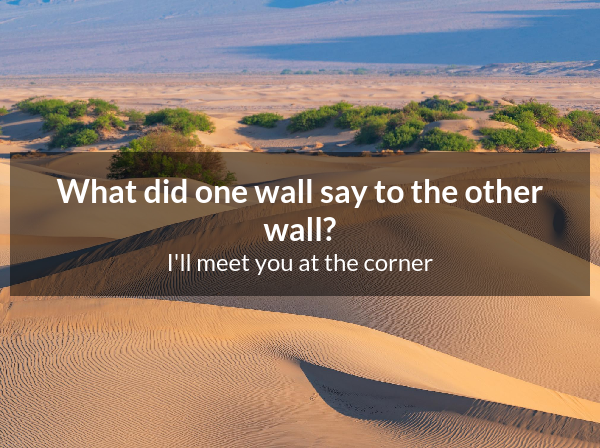 What did one wall say to the other
wall?
I'll meet you at the corner